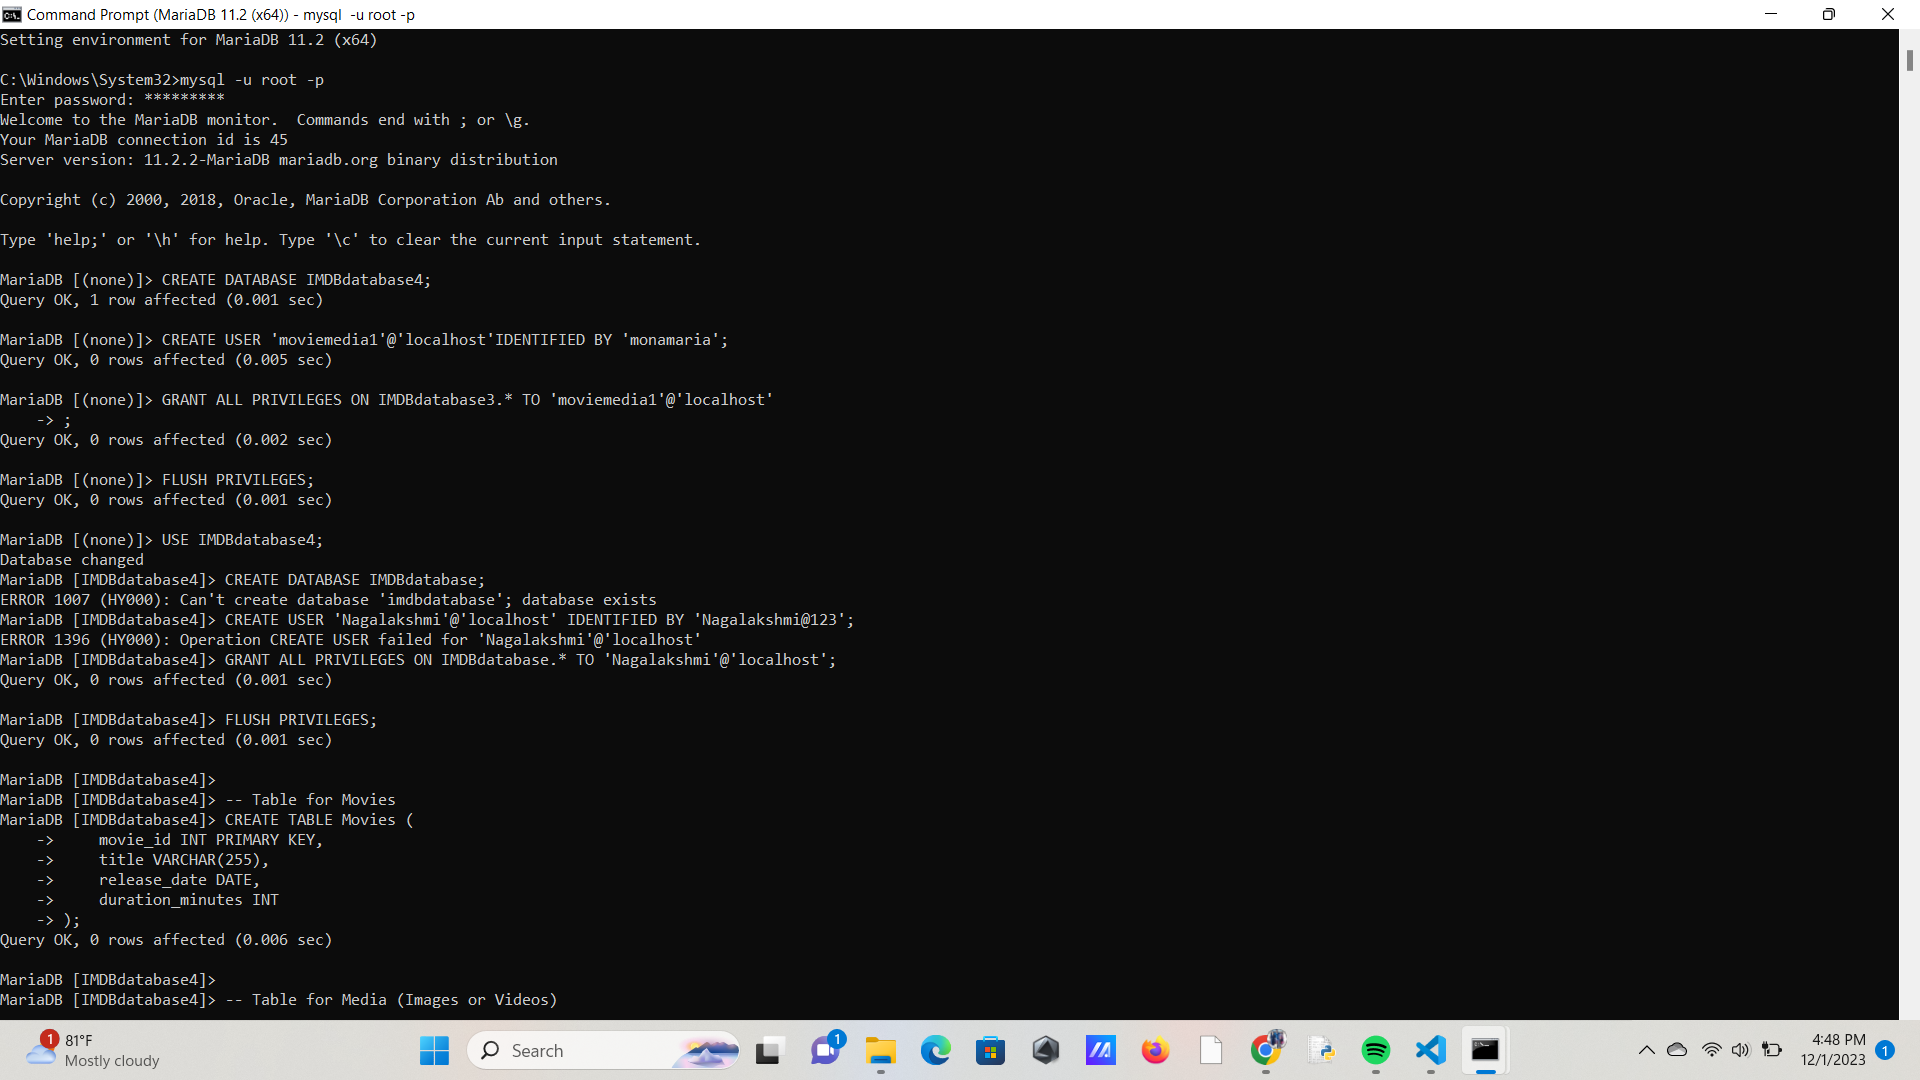 Command Prompt (MariaDB 11.2 (x64)) - mysql  -u root -p
Setting environment for MariaDB 11.2 (x64)
C:\Windows\System32>mysql -u root -p
Enter password: *********
Welcome to the MariaDB monitor.  Commands end with ; or \g.
Your MariaDB connection id is 45
Server version: 11.2.2-MariaDB mariadb.org binary distribution
Copyright (c) 2000, 2018, Oracle, MariaDB Corporation Ab and others.
Type 'help;' or '\h' for help. Type '\c' to clear the current input statement.
MariaDB [(none)]> CREATE DATABASE IMDBdatabase4;
Query OK, 1 row affected (0.001 sec)
MariaDB [(none)]> CREATE USER 'moviemedia1'@'localhost'IDENTIFIED BY 'monamaria';
Query OK, 0 rows affected (0.005 sec)
MariaDB [(none)]> GRANT ALL PRIVILEGES ON IMDBdatabase3.* TO 'moviemedia1'@'localhost'
    -> ;
Query OK, 0 rows affected (0.002 sec)
MariaDB [(none)]> FLUSH PRIVILEGES;
Query OK, 0 rows affected (0.001 sec)
MariaDB [(none)]> USE IMDBdatabase4;
Database changed
MariaDB [IMDBdatabase4]> CREATE DATABASE IMDBdatabase;
ERROR 1007 (HY000): Can't create database 'imdbdatabase'; database exists
MariaDB [IMDBdatabase4]> CREATE USER 'Nagalakshmi'@'localhost' IDENTIFIED BY 'Nagalakshmi@123';
ERROR 1396 (HY000): Operation CREATE USER failed for 'Nagalakshmi'@'localhost'
MariaDB [IMDBdatabase4]> GRANT ALL PRIVILEGES ON IMDBdatabase.* TO 'Nagalakshmi'@'localhost';
Query OK, 0 rows affected (0.001 sec)
MariaDB [IMDBdatabase4]> FLUSH PRIVILEGES;
Query OK, 0 rows affected (0.001 sec)
MariaDB [IMDBdatabase4]>
MariaDB [IMDBdatabase4]> -- Table for Movies
MariaDB [IMDBdatabase4]> CREATE TABLE Movies (
    ->     movie_id INT PRIMARY KEY,
    ->     title VARCHAR(255),
    ->     release_date DATE,
    ->     duration_minutes INT
    -> );
Query OK, 0 rows affected (0.006 sec)
MariaDB [IMDBdatabase4]>
MariaDB [IMDBdatabase4]> -- Table for Media (Images or Videos)
1
81°F
Mostly cloudy
Search
1
4:48 PM
12/1/2023
1